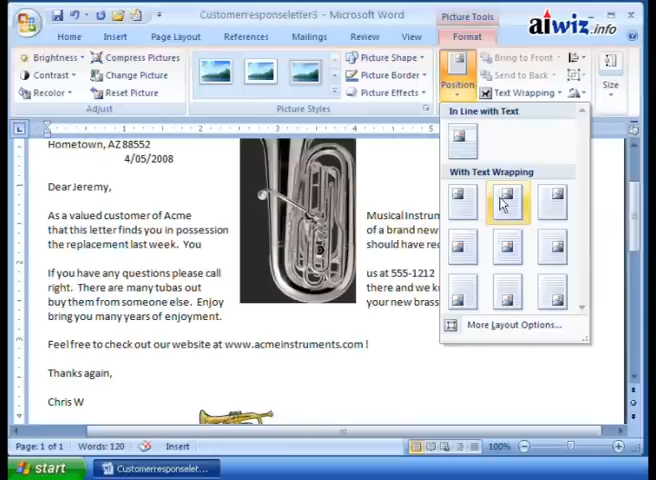 Customerresponseletter3 - Microsoft Word
Picture Tools
aiwiz.info
Home Insert Page Layout References Mailings Review View Format
Brightness Compress Pictures Picture Shape Bring to Front
Contrast Change Picture Picture Border Position Send to Back Size
Recolor Reset Picture Picture Effects Text Wrapping
Adjust Picture Styles
In Line with Text
With Text Wrapping
More Layout Options...
Hometown, AZ 88552
4/05/2008
Dear Jeremy,
As a valued customer of Acme Musical Instrum
that this letter finds you in possession of a brand new
the replacement last week. You should have rec
If you have any questions please call us at 555-1212
right. There are many tubas out there and we kn
buy them from someone else. Enjoy your new brass
bring you many years of enjoyment.
Feel free to check out our website at www.acmeinstruments.com !
Thanks again,
Chris W
Page: 1 of 1 Words: 120 Insert 100%
start Customerresponselet...